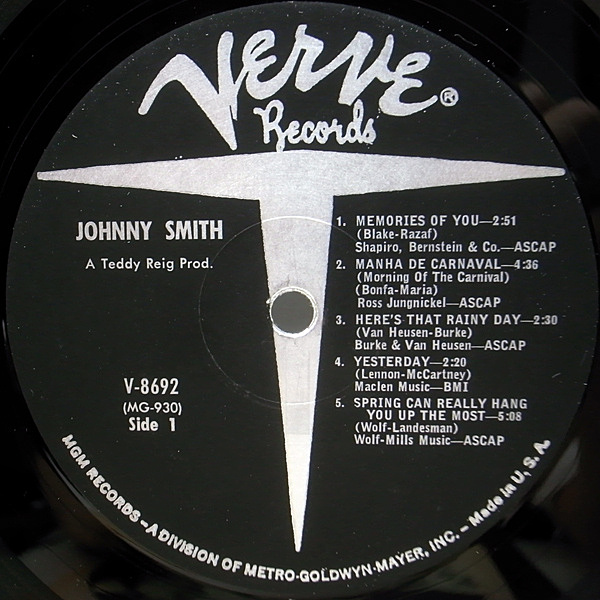 VERVE®
Records
JOHNNY SMITH
A Teddy Reig Prod.
V-8692
(MG-930)
Side 1
1. MEMORIES OF YOU—2:51
(Blake-Razaf)
Shapiro, Bernstein & Co.—ASCAP
2. MANHA DE CARNAVAL—4:36
(Morning Of The Carnival)
(Bonfa-Maria)
Ross Jungnickel—ASCAP
3. HERE'S THAT RAINY DAY—2:30
(Van Heusen-Burke)
Burke & Van Heusen—ASCAP
4. YESTERDAY—2:20
(Lennon-McCartney)
Maclen Music—BMI
5. SPRING CAN REALLY HANG
YOU UP THE MOST—5:08
(Wolf-Landesman)
Wolf-Mills Music—ASCAP
MGM RECORDS – A DIVISION OF METRO-GOLDWYN-MAYER, INC. – Made in U.S.A.